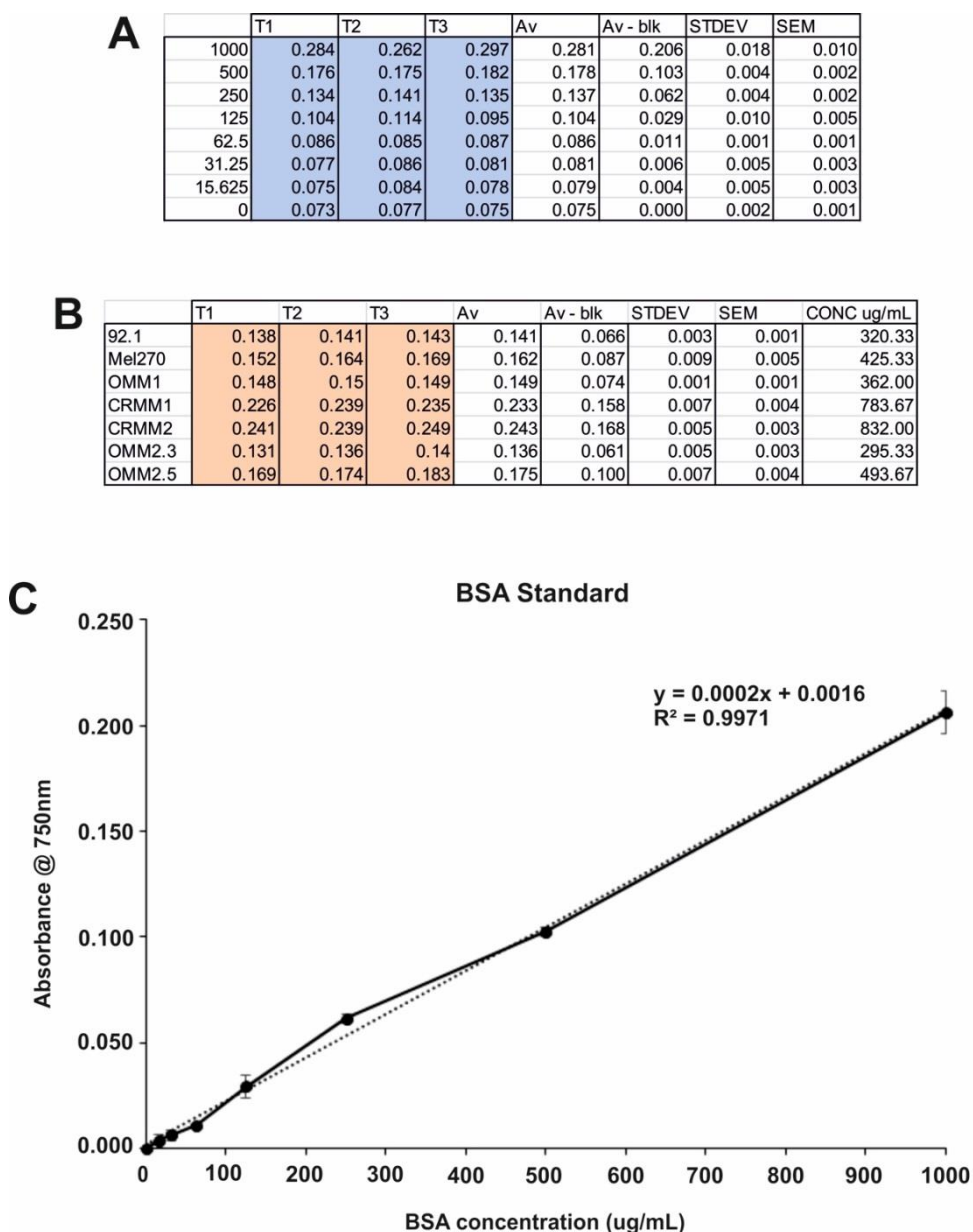 A
T1 T2 T3 Av Av - blk STDEV SEM
1000 0.284 0.262 0.297 0.281 0.206 0.018 0.010
500 0.176 0.175 0.182 0.178 0.103 0.004 0.002
250 0.134 0.141 0.135 0.137 0.062 0.004 0.002
125 0.104 0.114 0.095 0.104 0.029 0.010 0.005
62.5 0.086 0.085 0.087 0.086 0.011 0.001 0.001
31.25 0.077 0.086 0.081 0.081 0.006 0.005 0.003
15.625 0.075 0.084 0.078 0.079 0.004 0.005 0.003
0 0.073 0.077 0.075 0.075 0.000 0.002 0.001
B
T1 T2 T3 Av Av - blk STDEV SEM CONC ug/mL
92.1 0.138 0.141 0.143 0.141 0.066 0.003 0.001 320.33
Mel270 0.152 0.164 0.169 0.162 0.087 0.009 0.005 425.33
OMM1 0.148 0.15 0.149 0.149 0.074 0.001 0.001 362.00
CRMM1 0.226 0.239 0.235 0.233 0.158 0.007 0.004 783.67
CRMM2 0.241 0.239 0.249 0.243 0.168 0.005 0.003 832.00
OMM2.3 0.131 0.136 0.14 0.136 0.061 0.005 0.003 295.33
OMM2.5 0.169 0.174 0.183 0.175 0.100 0.007 0.004 493.67
C
BSA Standard
0.250
y = 0.0002x + 0.0016
R² = 0.9971
0.200
0.150
0.100
0.050
0.000
Absorbance @ 750nm
0 100 200 300 400 500 600 700 800 900 1000
BSA concentration (ug/mL)